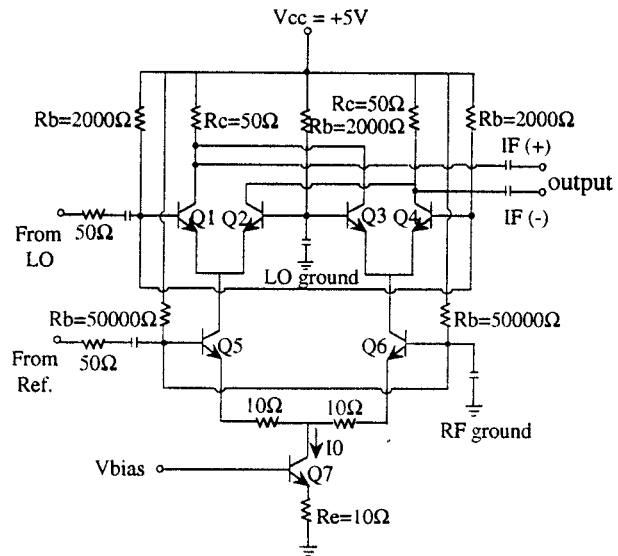 Vcc = +5V
Rb=2000Ω
Rc=50Ω
Rc=50Ω
Rb=2000Ω
Rb=2000Ω
IF (+)
output
IF (-)
Q1
Q2
Q3
Q4
From
LO
50Ω
LO ground
Rb=50000Ω
Rb=50000Ω
Q5
Q6
From
Ref.
50Ω
10Ω
10Ω
RF ground
I0
Vbias
Q7
Re=10Ω